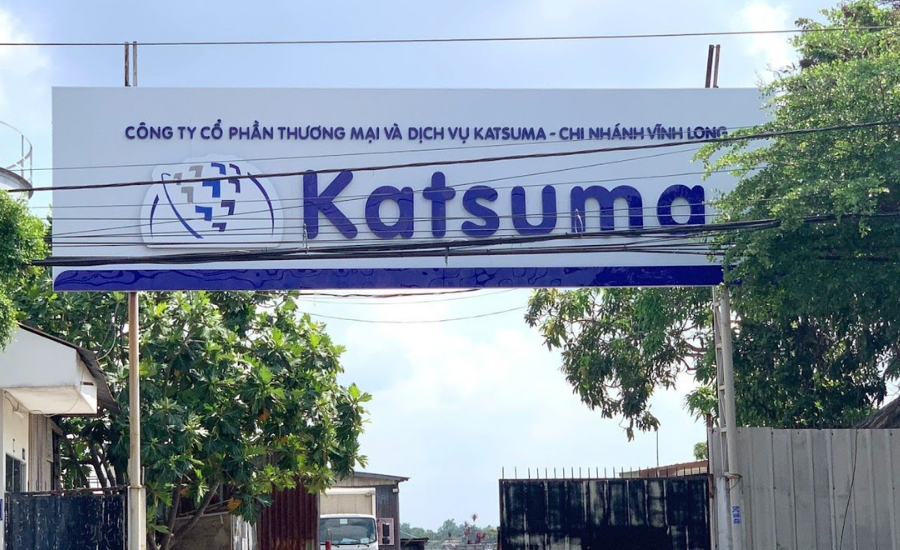 CÔNG TY CỔ PHẦN THƯƠNG MẠI VÀ DỊCH VỤ KATSUMA - CHI NHÁNH VĨNH LONG
Katsuma